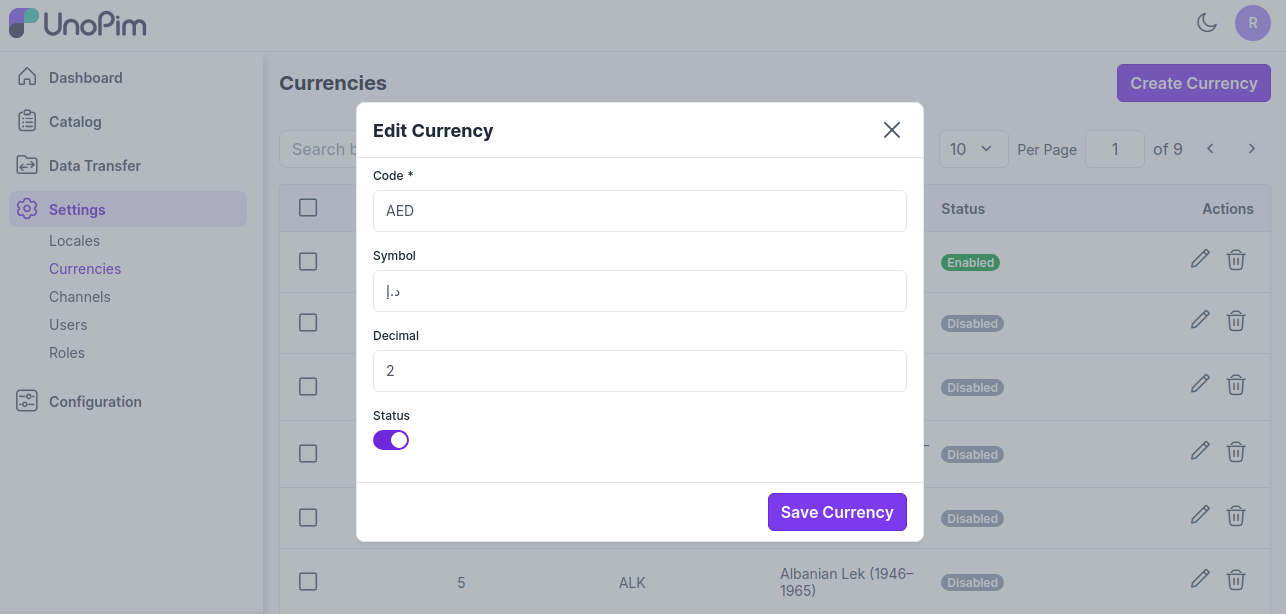 UnoPim
R
Dashboard
Catalog
Data Transfer
Settings
Locales
Currencies
Channels
Users
Roles
Configuration
Currencies
Create Currency
Search b
10
Per Page
1
of 9
Status
Actions
Enabled
Disabled
Disabled
Disabled
Disabled
5
ALK
Albanian Lek (1946–
1965)
Disabled
Edit Currency
Code *
AED
Symbol
د.إ
Decimal
2
Status
Save Currency